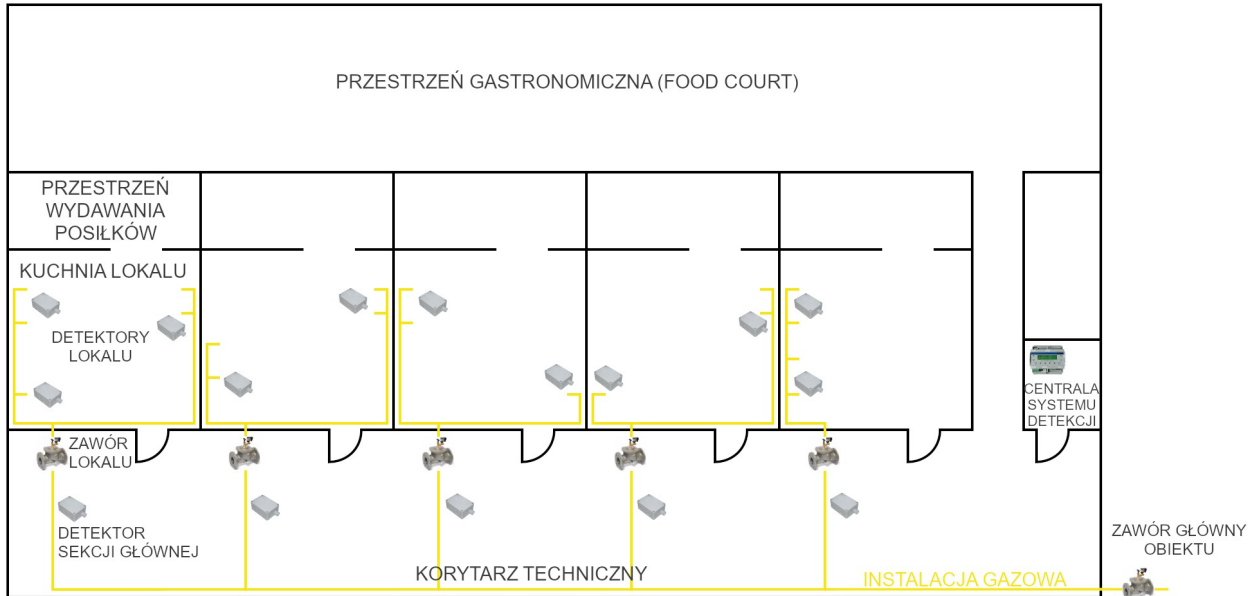 PRZESTRZEŃ GASTRONOMICZNA (FOOD COURT)
PRZESTRZEŃ
WYDAWANIA
POSIŁKÓW
KUCHNIA LOKALU
DETEKTORY
LOKALU
CENTRALA
SYSTEMU
DETEKCJI
ZAWÓR
LOKALU
DETEKTOR
SEKCJI GŁÓWNEJ
ZAWÓR GŁÓWNY
OBIEKTU
KORYTARZ TECHNICZNY
INSTALACJA GAZOWA